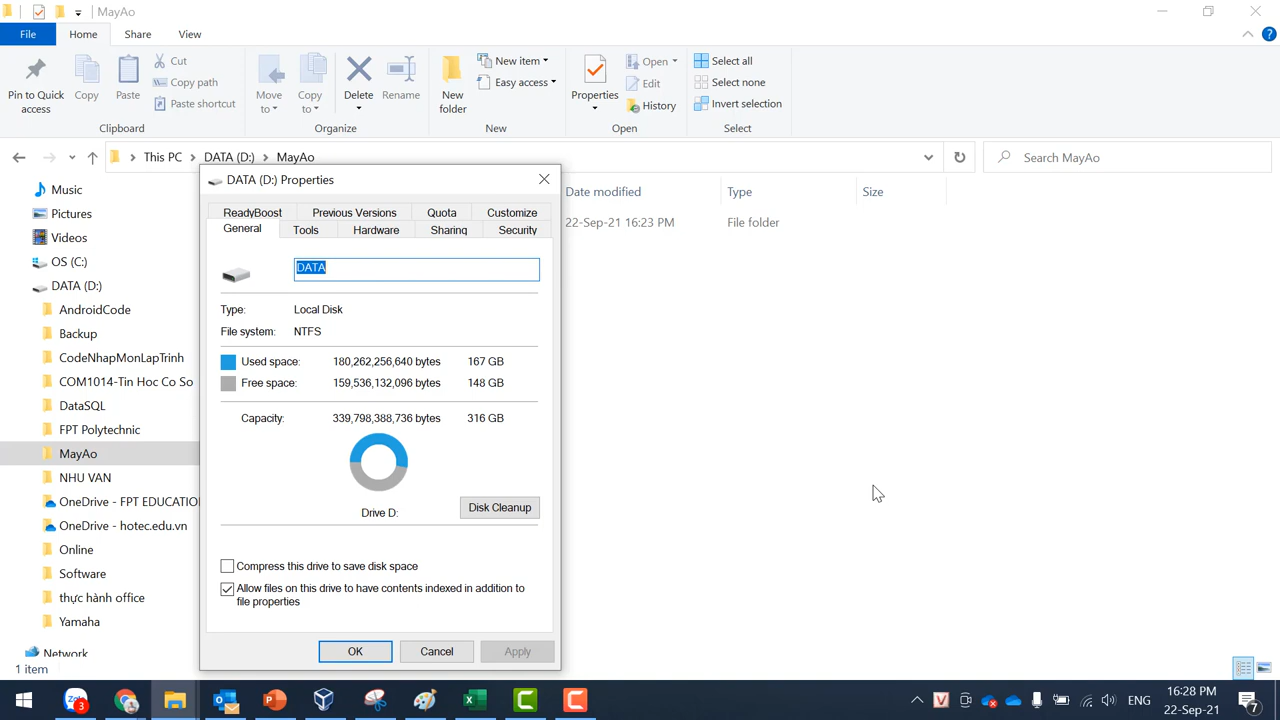 MayAo
File Home Share View
Pin to Quick access
Copy
Paste
Cut
Copy path
Paste shortcut
Clipboard
Move to
Copy to
Delete
Rename
Organize
New folder
New item
Easy access
New
Properties
Open
Edit
History
Open
Select all
Select none
Invert selection
Select
This PC > DATA (D:) > MayAo
Search MayAo
Music
Pictures
Videos
OS (C:)
DATA (D:)
AndroidCode
Backup
CodeNhapMonLapTrinh
COM1014-Tin Hoc Co So
DataSQL
FPT Polytechnic
MayAo
NHU VAN
OneDrive - FPT EDUCATIO
OneDrive - hotec.edu.vn
Online
Software
thực hành office
Yamaha
Network
1 item
Date modified Type Size
22-Sep-21 16:23 PM File folder
DATA (D:) Properties
ReadyBoost Previous Versions Quota Customize
General Tools Hardware Sharing Security
DATA
Type: Local Disk
File system: NTFS
Used space: 180,262,256,640 bytes 167 GB
Free space: 159,536,132,096 bytes 148 GB
Capacity: 339,798,388,736 bytes 316 GB
Drive D:
Disk Cleanup
Compress this drive to save disk space
Allow files on this drive to have contents indexed in addition to
file properties
OK Cancel Apply
Zalo
3
ENG
16:28 PM
22-Sep-21
7